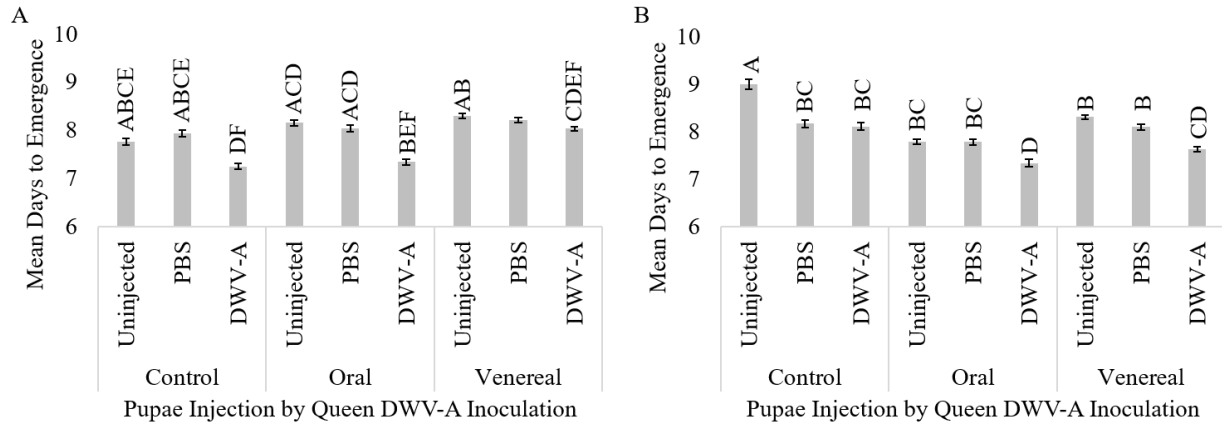 A
Mean Days to Emergence
10
9
8
7
6
ABCE
ABCE
DF
ACD
ACD
BEF
AB
CDEF
Uninjected
PBS
DWV-A
Uninjected
PBS
DWV-A
Uninjected
PBS
DWV-A
Control
Oral
Venereal
Pupae Injection by Queen DWV-A Inoculation
B
Mean Days to Emergence
10
9
8
7
6
A
BC
BC
BC
BC
D
B
B
CD
Uninjected
PBS
DWV-A
Uninjected
PBS
DWV-A
Uninjected
PBS
DWV-A
Control
Oral
Venereal
Pupae Injection by Queen DWV-A Inoculation